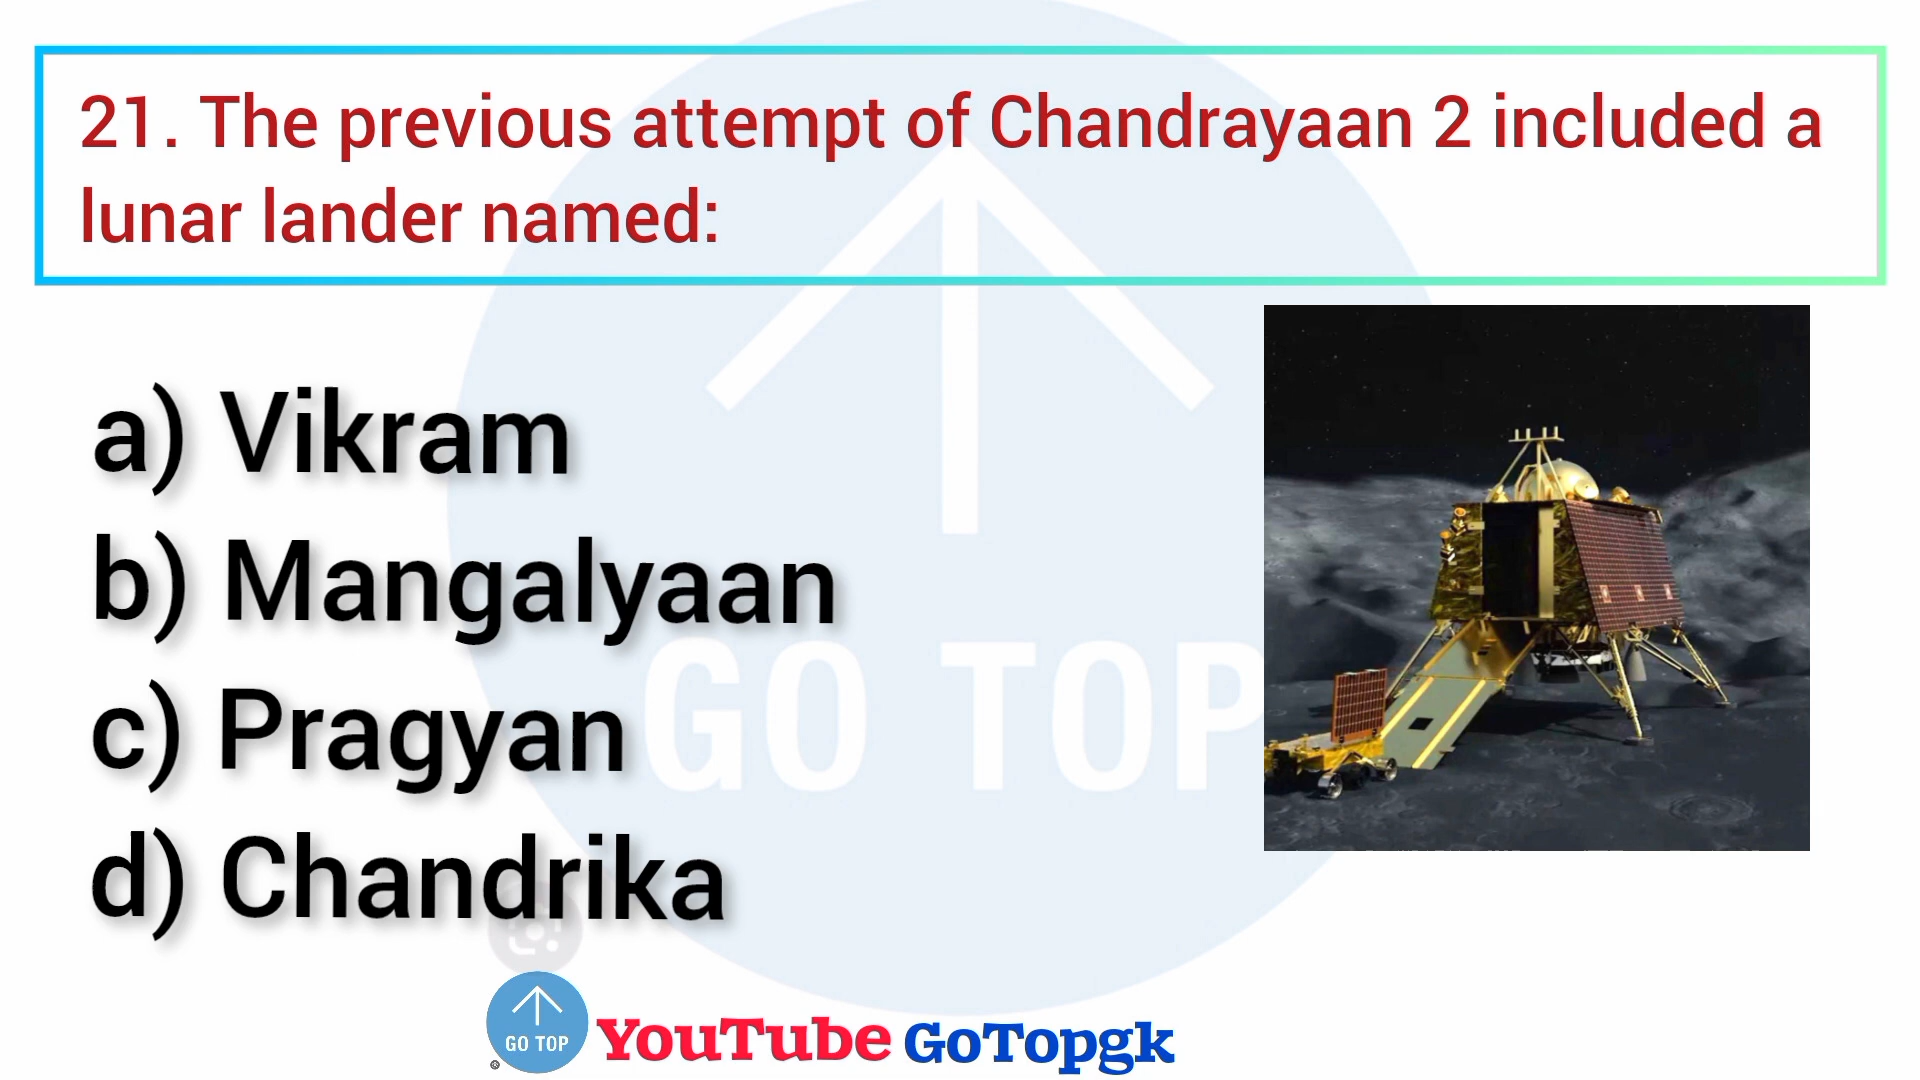 21. The previous attempt of Chandrayaan 2 included a
lunar lander named:
a) Vikram
b) Mangalyaan
c) Pragyan
d) Chandrika
GO TOP
GO TOP
YouTube GoTopgk